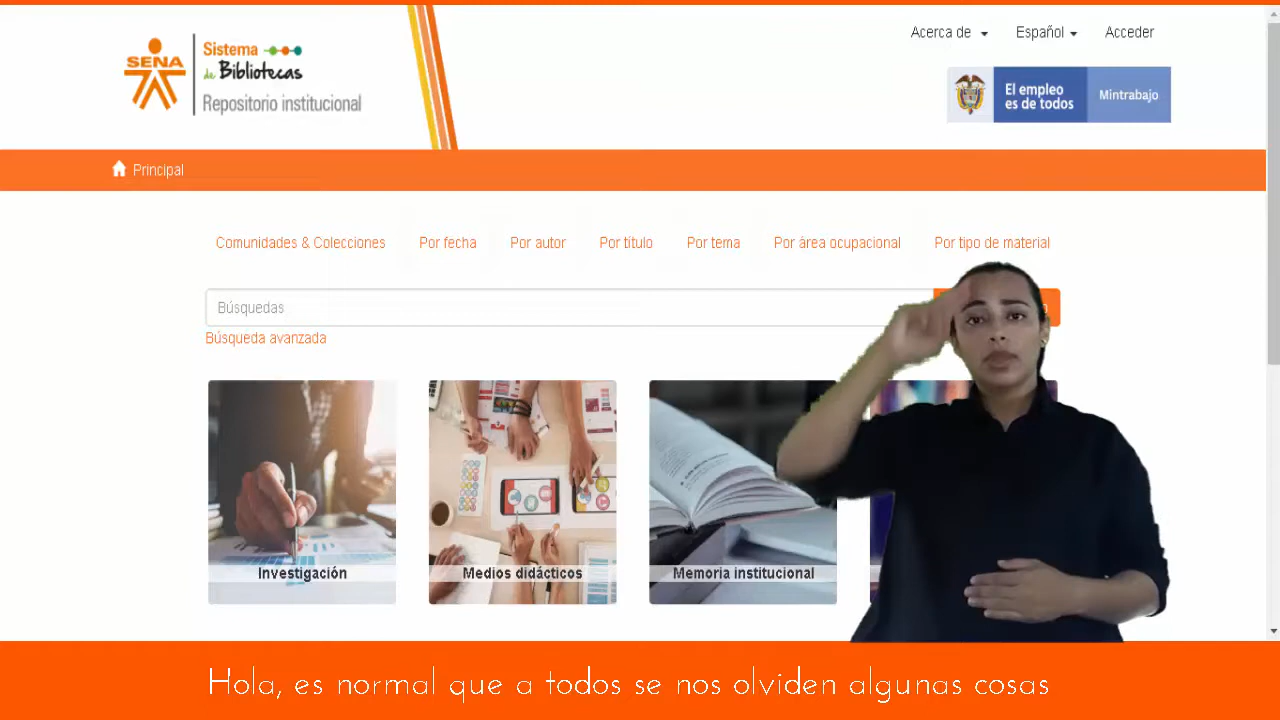 Acerca de
Español
Acceder
SENA
Sistema
de Bibliotecas
Repositorio institucional
El empleo
es de todos
Mintrabajo
Principal
Comunidades & Colecciones
Por fecha
Por autor
Por título
Por tema
Por área ocupacional
Por tipo de material
Búsquedas
Búsqueda avanzada
Investigación
Medios didácticos
Memoria institucional
Hola, es normal que a todos se nos olviden algunas cosas